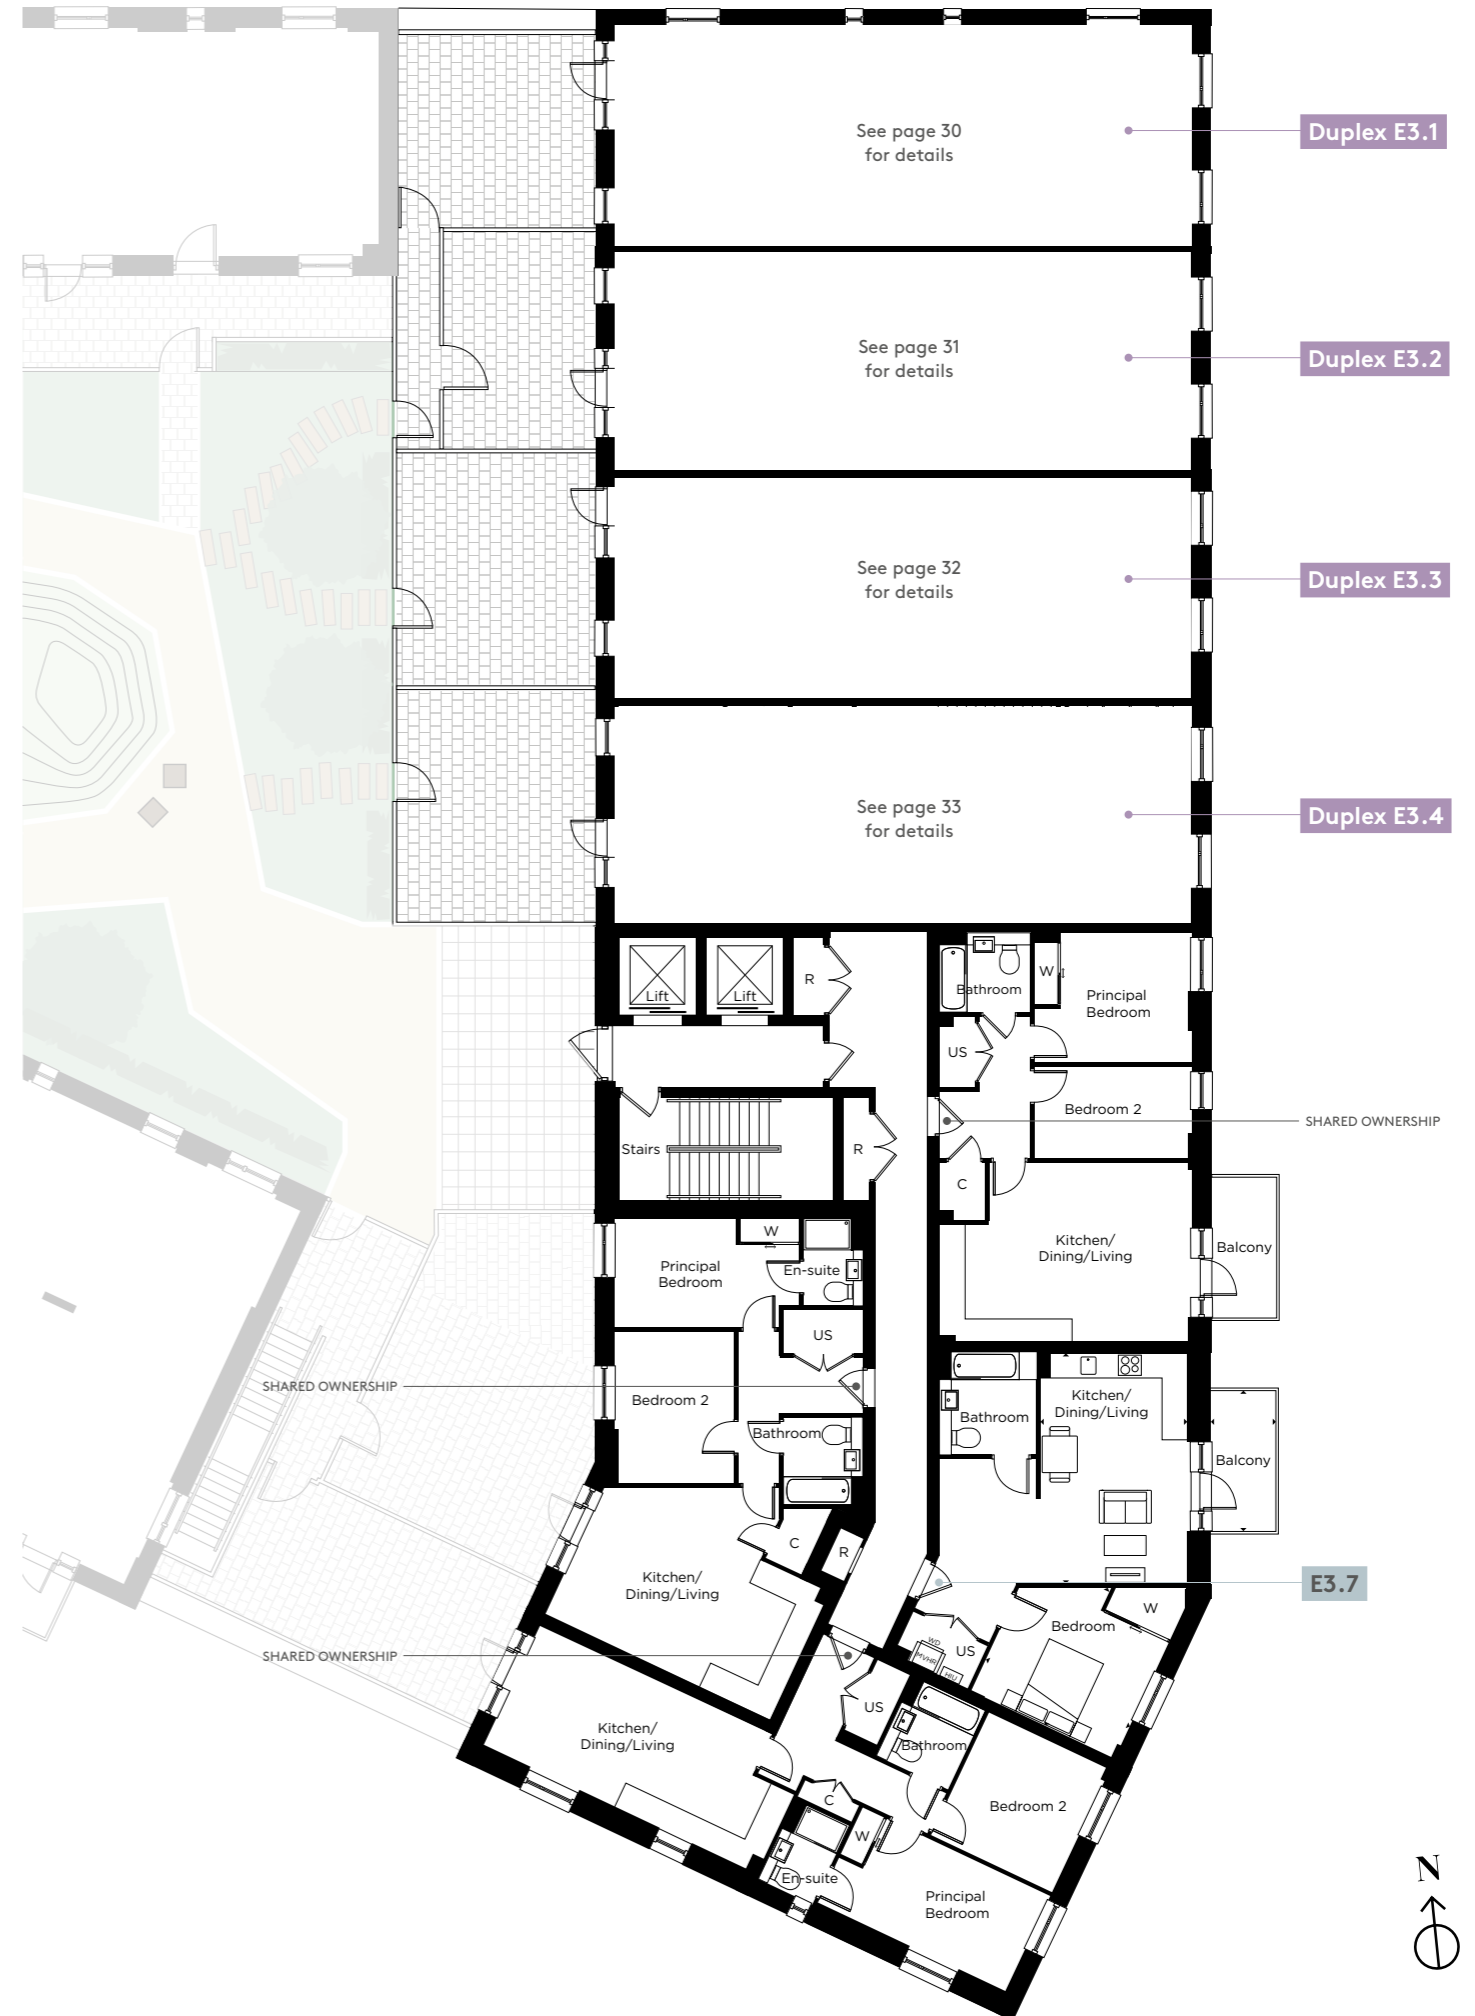 See page 30
for details
Duplex E3.1
See page 31
for details
Duplex E3.2
See page 32
for details
Duplex E3.3
See page 33
for details
Duplex E3.4
Lift
Lift
R
Bathroom
W
Principal
Bedroom
US
Bedroom 2
SHARED OWNERSHIP
Stairs
R
C
W
Principal
Bedroom
En-suite
Kitchen/
Dining/Living
Balcony
US
SHARED OWNERSHIP
Bedroom 2
Bathroom
Kitchen/
Dining/Living
Bathroom
Balcony
C
R
Kitchen/
Dining/Living
E3.7
W
Bedroom
WD
MVHR
US
HIU
SHARED OWNERSHIP
US
Kitchen/
Dining/Living
Bathroom
C
Bedroom 2
W
En-suite
Principal
Bedroom
N